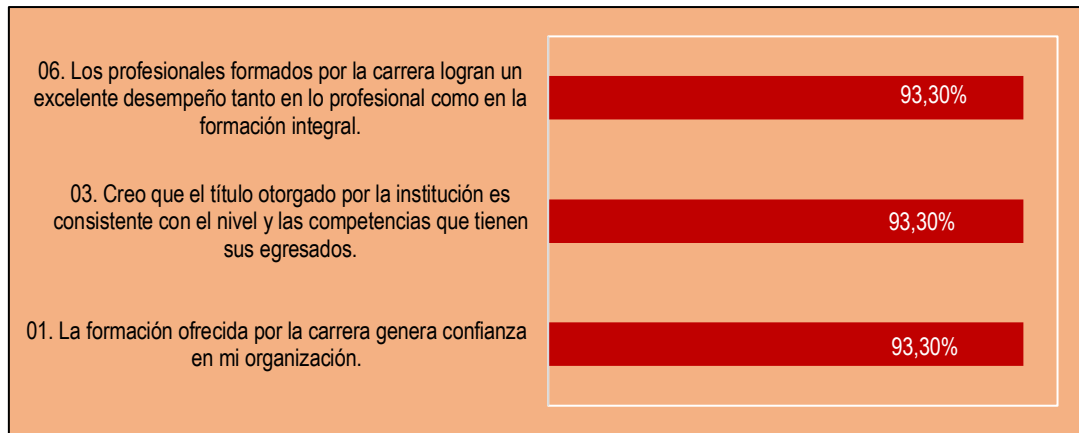 06. Los profesionales formados por la carrera logran un
excelente desempeño tanto en lo profesional como en la
formación integral.
93,30%
03. Creo que el título otorgado por la institución es
consistente con el nivel y las competencias que tienen
sus egresados.
93,30%
01. La formación ofrecida por la carrera genera confianza
en mi organización.
93,30%